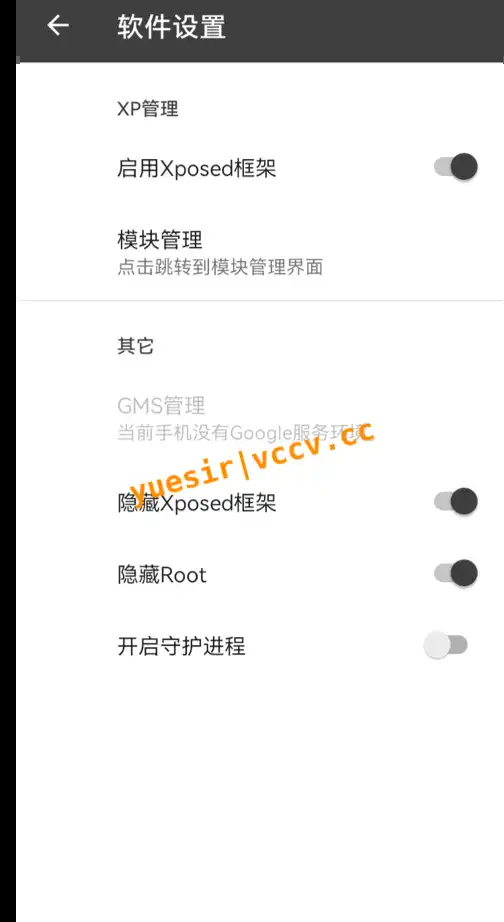 软件设置
XP管理
启用Xposed框架
模块管理
点击跳转到模块管理界面
其它
GMS管理
当前手机没有Google服务环境
yuesir|vccv.cc
隐藏Xposed框架
隐藏Root
开启守护进程